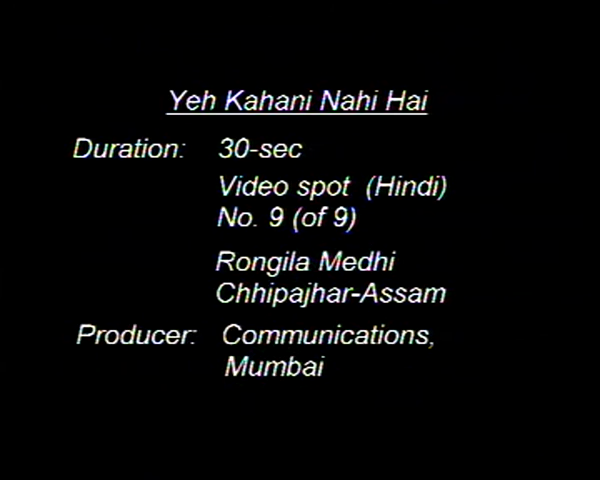 Yeh Kahani Nahi Hai
Duration: 30-sec
Video spot (Hindi)
No. 9 (of 9)
Rongila Medhi
Chhipajhar-Assam
Producer: Communications,
Mumbai